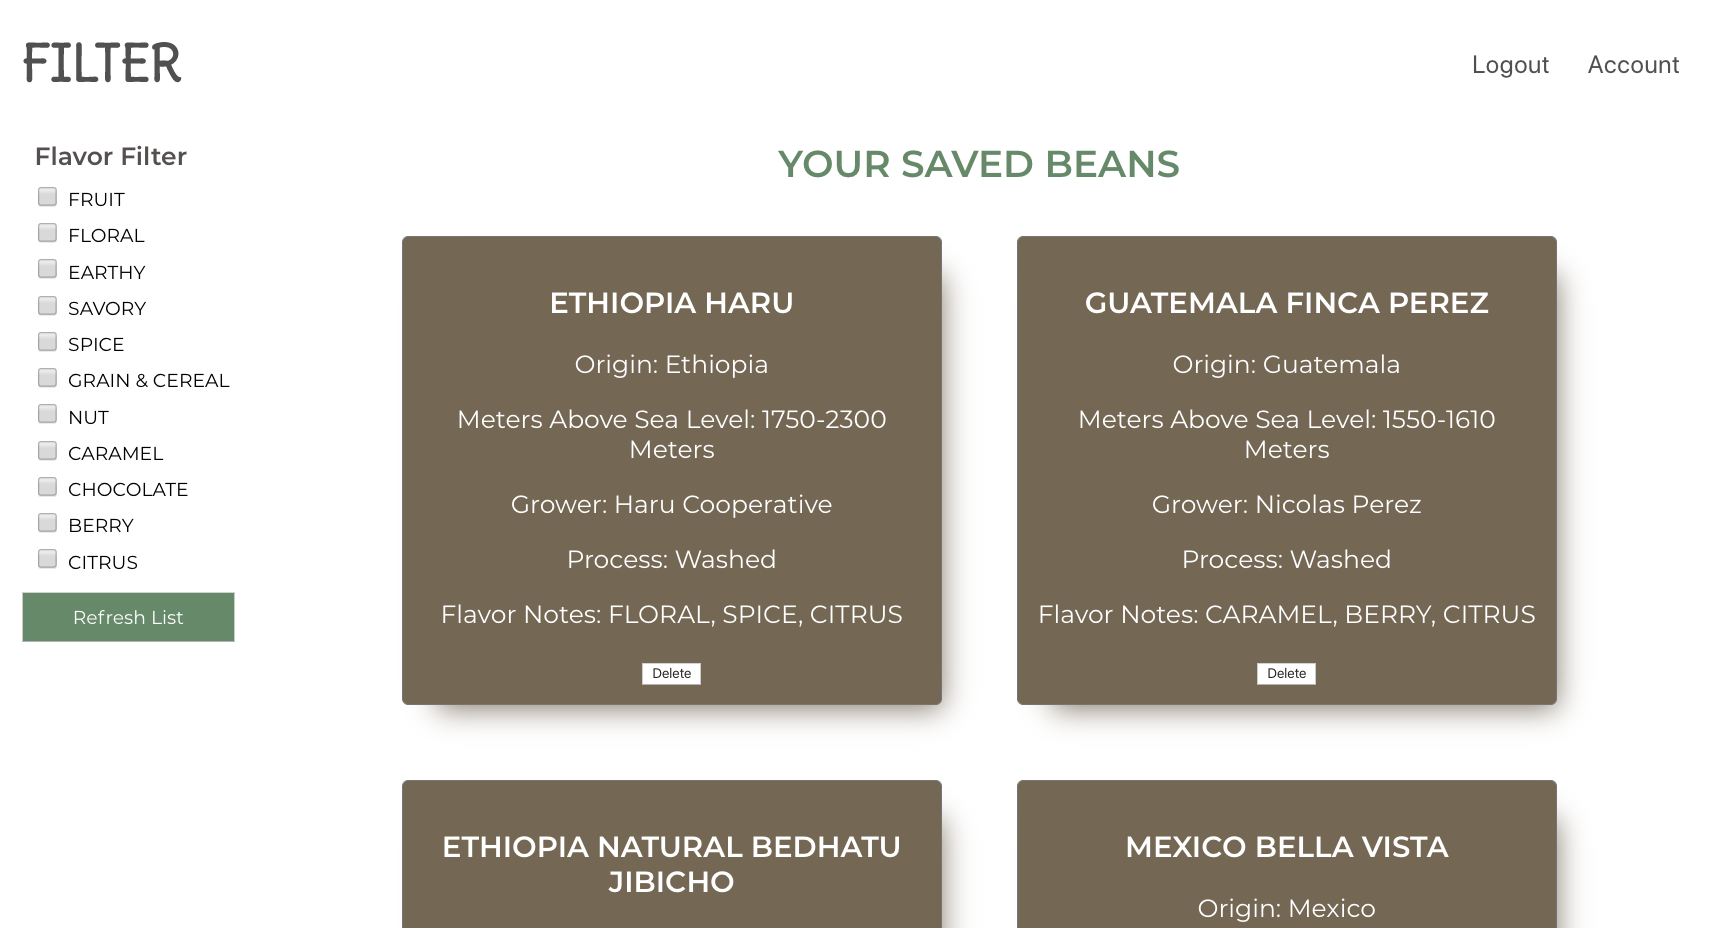 FILTER
Logout
Account
Flavor Filter
FRUIT
FLORAL
EARTHY
SAVORY
SPICE
GRAIN & CEREAL
NUT
CARAMEL
CHOCOLATE
BERRY
CITRUS
Refresh List
YOUR SAVED BEANS
ETHIOPIA HARU
Origin: Ethiopia
Meters Above Sea Level: 1750-2300
Meters
Grower: Haru Cooperative
Process: Washed
Flavor Notes: FLORAL, SPICE, CITRUS
Delete
GUATEMALA FINCA PEREZ
Origin: Guatemala
Meters Above Sea Level: 1550-1610
Meters
Grower: Nicolas Perez
Process: Washed
Flavor Notes: CARAMEL, BERRY, CITRUS
Delete
ETHIOPIA NATURAL BEDHATU
JIBICHO
MEXICO BELLA VISTA
Origin: Mexico